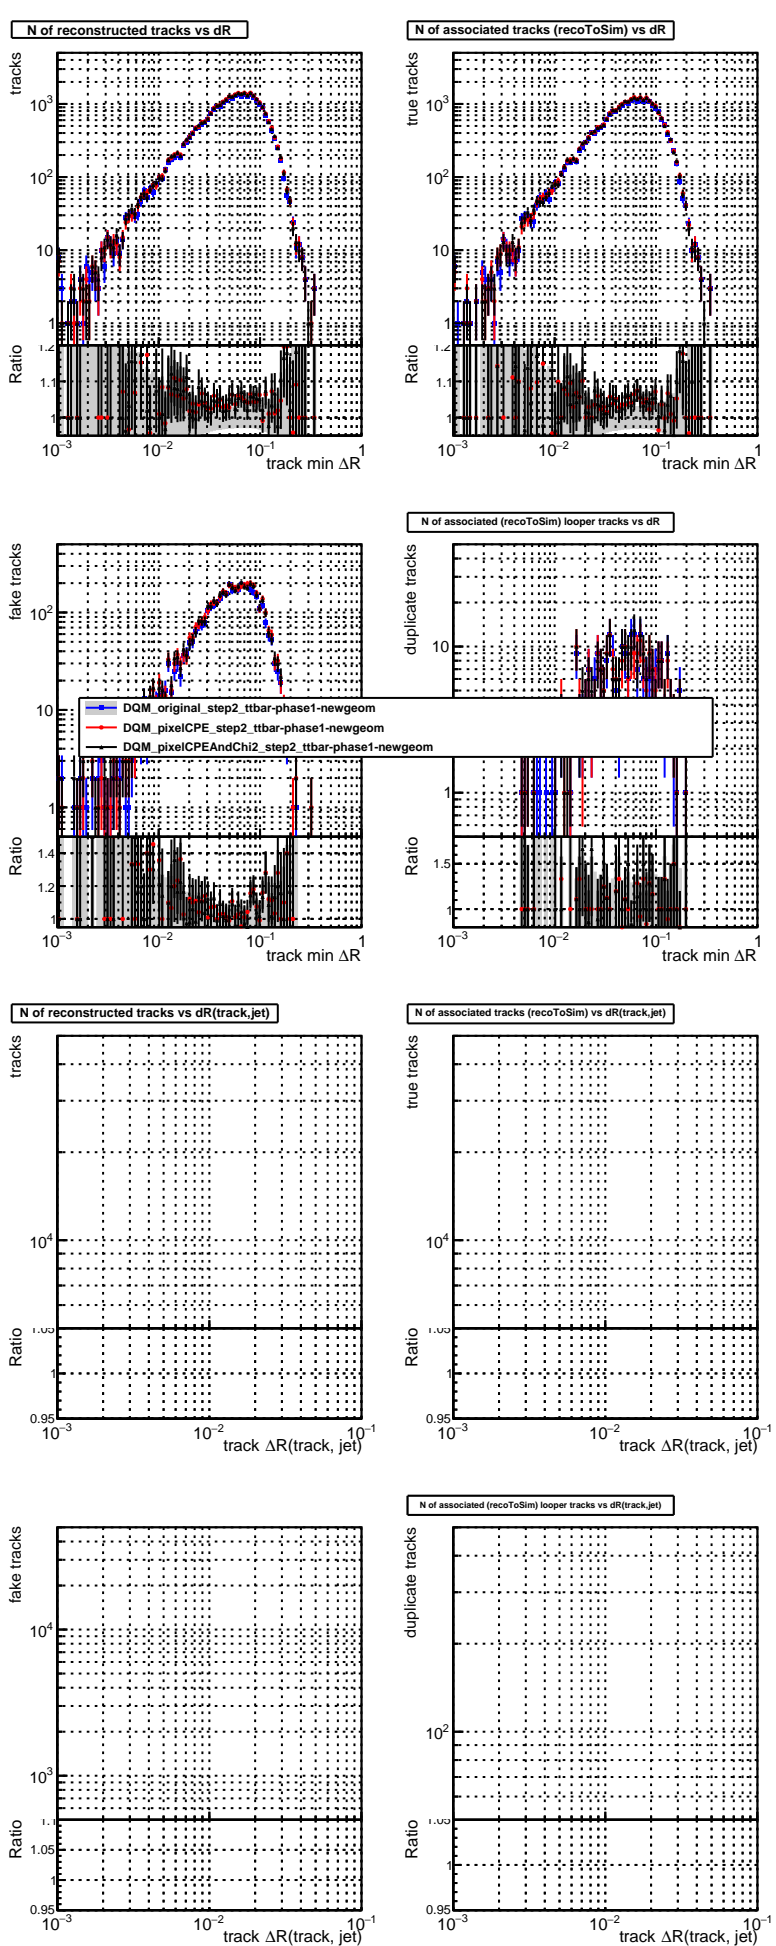 N of reconstructed tracks vs dR
tracks
10³
10²
10
1
Ratio
1.2
1.1
1
10⁻³ 10⁻² 10⁻¹ 1
track min ΔR
N of associated tracks (recoToSim) vs dR
true tracks
10³
10²
10
1
Ratio
1.2
1.1
1
10⁻³ 10⁻² 10⁻¹ 1
track min ΔR
fake tracks
10²
10
1
Ratio
1.4
1.2
1
10⁻³ 10⁻² 10⁻¹ 1
track min ΔR
N of associated (recoToSim) looper tracks vs dR
duplicate tracks
10
1
Ratio
1.5
1
10⁻³ 10⁻² 10⁻¹ 1
track min ΔR
DQM_original_step2_ttbar-phase1-newgeom
DQM_pixelCPE_step2_ttbar-phase1-newgeom
DQM_pixelCPEAndChi2_step2_ttbar-phase1-newgeom
N of reconstructed tracks vs dR(track,jet)
tracks
10⁴
Ratio
1.05
1
0.95
10⁻³ 10⁻² 10⁻¹
track ΔR(track, jet)
N of associated tracks (recoToSim) vs dR(track,jet)
true tracks
10⁴
Ratio
1.05
1
0.95
10⁻³ 10⁻² 10⁻¹
track ΔR(track, jet)
fake tracks
10⁴
10³
Ratio
1.1
1.05
1
0.95
10⁻³ 10⁻² 10⁻¹
track ΔR(track, jet)
N of associated (recoToSim) looper tracks vs dR(track,jet)
duplicate tracks
10²
Ratio
1.05
1
0.95
10⁻³ 10⁻² 10⁻¹
track ΔR(track, jet)